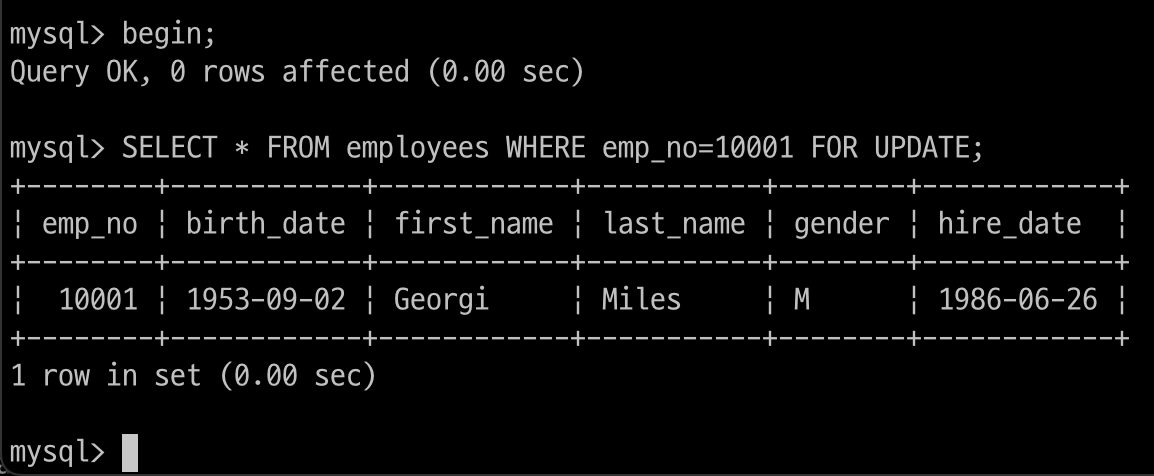 mysql> begin;
Query OK, 0 rows affected (0.00 sec)
mysql> SELECT * FROM employees WHERE emp_no=10001 FOR UPDATE;
+--------+------------+------------+-----------+--------+------------+
¦ emp_no ¦ birth_date ¦ first_name ¦ last_name ¦ gender ¦ hire_date  ¦
+--------+------------+------------+-----------+--------+------------+
¦  10001 ¦ 1953-09-02 ¦ Georgi     ¦ Miles     ¦ M      ¦ 1986-06-26 ¦
+--------+------------+------------+-----------+--------+------------+
1 row in set (0.00 sec)
mysql>